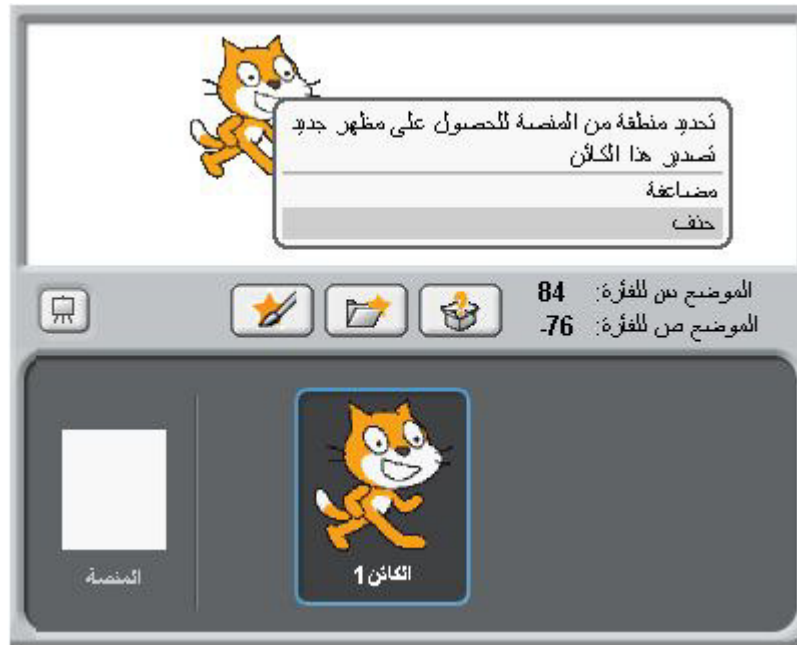 تحديد منطقة من المنصة للحصول على مظهر جديد
تصدير هذا الكائن
مضاعفة
حذف
الموضع س للفأرة: 84
الموضع ص للفأرة: -76
الكائن1
المنصة